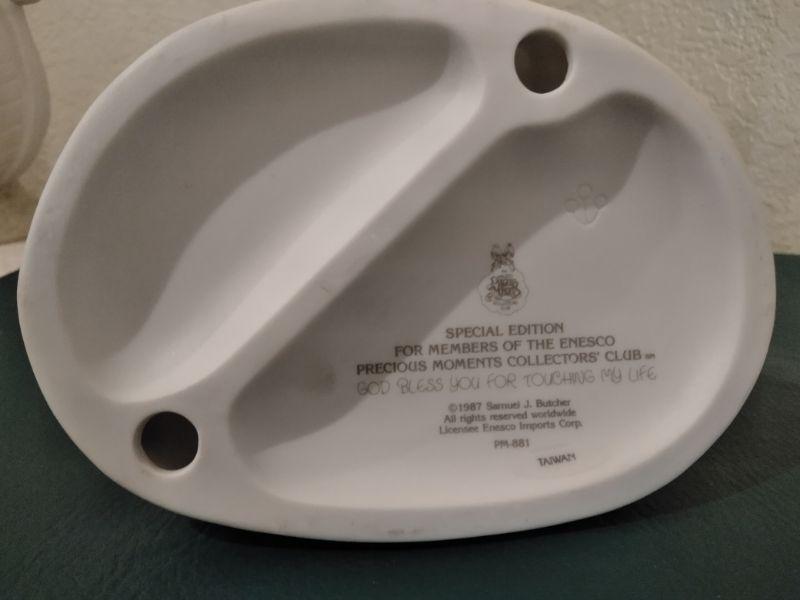 SPECIAL EDITION
FOR MEMBERS OF THE ENESCO
PRECIOUS MOMENTS COLLECTORS' CLUB SM
GOD BLESS YOU FOR TOUCHING MY LIFE
©1987 Samuel J. Butcher
All rights reserved worldwide
Licensee Enesco Imports Corp.
PM-881
TAIWAN